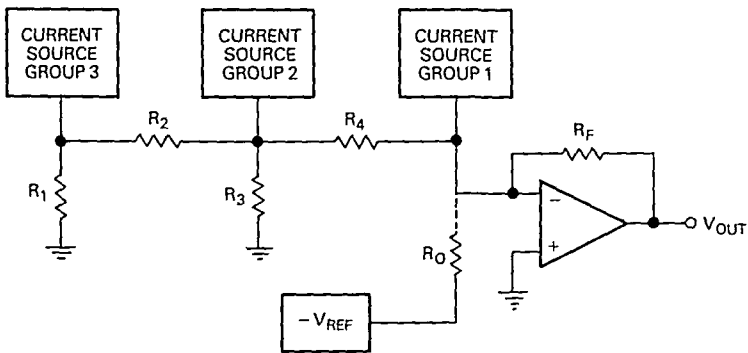 CURRENT
SOURCE
GROUP 3
CURRENT
SOURCE
GROUP 2
CURRENT
SOURCE
GROUP 1
R2
R4
RF
R1
R3
−
+
VOUT
RO
−VREF